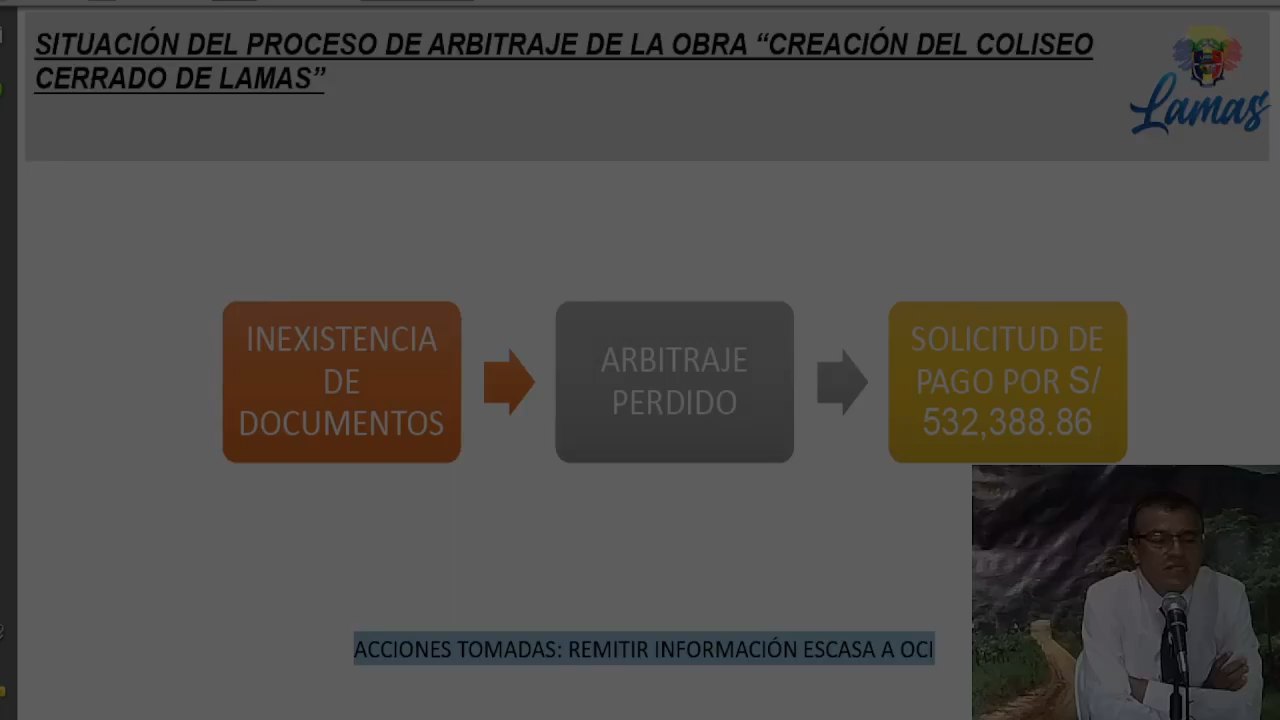 SITUACIÓN DEL PROCESO DE ARBITRAJE DE LA OBRA “CREACIÓN DEL COLISEO
CERRADO DE LAMAS”
Lamas
INEXISTENCIA
DE
DOCUMENTOS
ARBITRAJE
PERDIDO
SOLICITUD DE
PAGO POR S/
532,388.86
ACCIONES TOMADAS: REMITIR INFORMACIÓN ESCASA A OCI